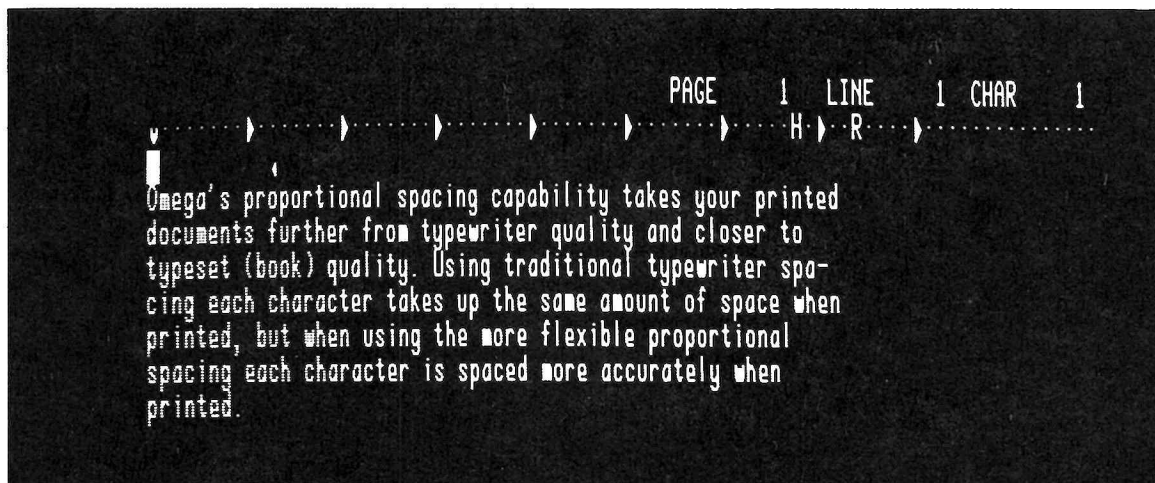 PAGE 1 LINE 1 CHAR 1
H R
Omega's proportional spacing capability takes your printed
documents further from typewriter quality and closer to
typeset (book) quality. Using traditional typewriter spa-
cing each character takes up the same amount of space when
printed, but when using the more flexible proportional
spacing each character is spaced more accurately when
printed.